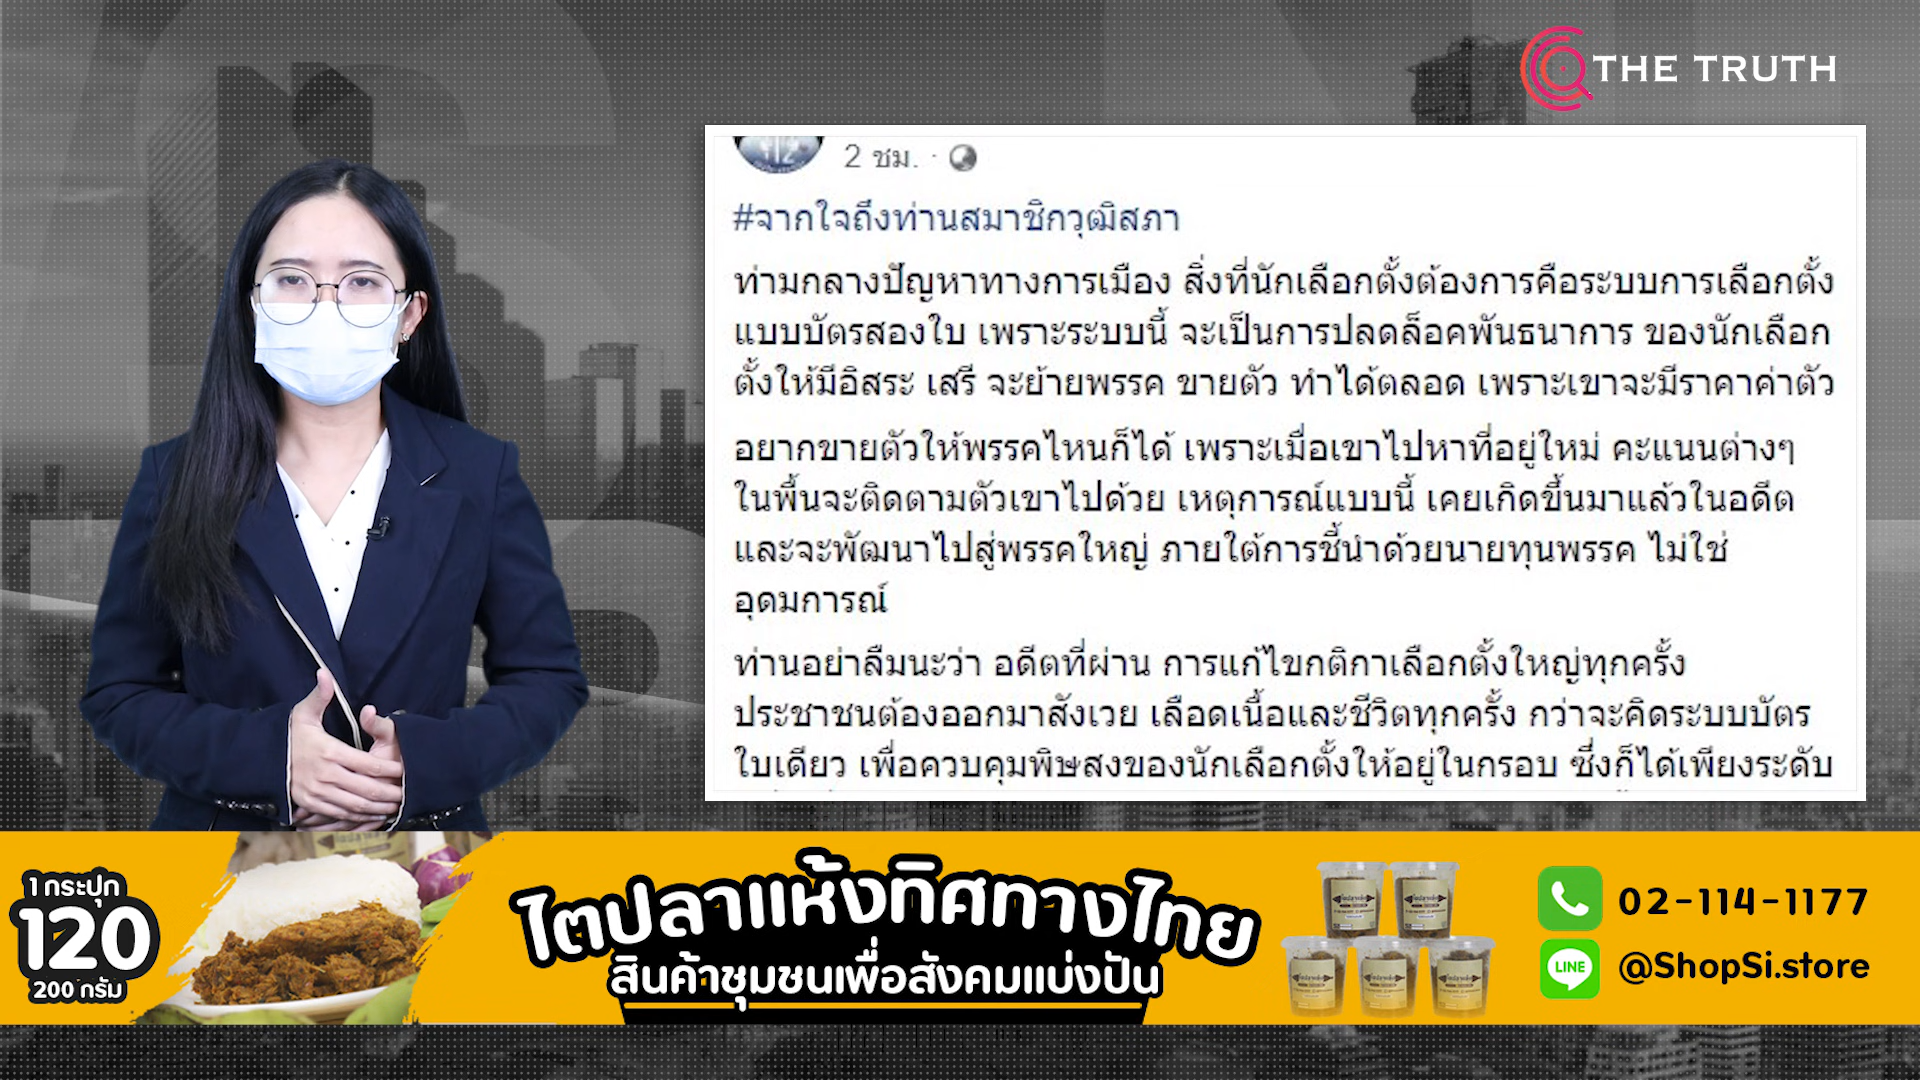 THE TRUTH
2 ชม. ·
#จากใจถึงท่านสมาชิกวุฒิสภา
ท่ามกลางปัญหาทางการเมือง สิ่งที่นักเลือกตั้งต้องการคือระบบการเลือกตั้ง
แบบบัตรสองใบ เพราะระบบนี้ จะเป็นการปลดล็อคพันธนาการ ของนักเลือก
ตั้งให้มีอิสระ เสรี จะย้ายพรรค ขายตัว ทำได้ตลอด เพราะเขาจะมีราคาค่าตัว
อยากขายตัวให้พรรคไหนก็ได้ เพราะเมื่อเขาไปหาที่อยู่ใหม่ คะแนนต่างๆ
ในพื้นจะติดตามตัวเขาไปด้วย เหตุการณ์แบบนี้ เคยเกิดขึ้นมาแล้วในอดีต
และจะพัฒนาไปสู่พรรคใหญ่ ภายใต้การชี้นำด้วยนายทุนพรรค ไม่ใช่
อุดมการณ์
ท่านอย่าลืมนะว่า อดีตที่ผ่าน การแก้ไขกติกาเลือกตั้งใหญ่ทุกครั้ง
ประชาชนต้องออกมาสังเวย เลือดเนื้อและชีวิตทุกครั้ง กว่าจะคิดระบบบัตร
ใบเดียว เพื่อควบคุมพิษสงของนักเลือกตั้งให้อยู่ในกรอบ ซึ่งก็ได้เพียงระดับ
1 กระปุก
120
200 กรัม
ไตปลาแห้งทิศทางไทย
สินค้าชุมชนเพื่อสังคมแบ่งปัน
02-114-1177
LINE
@ShopSi.store